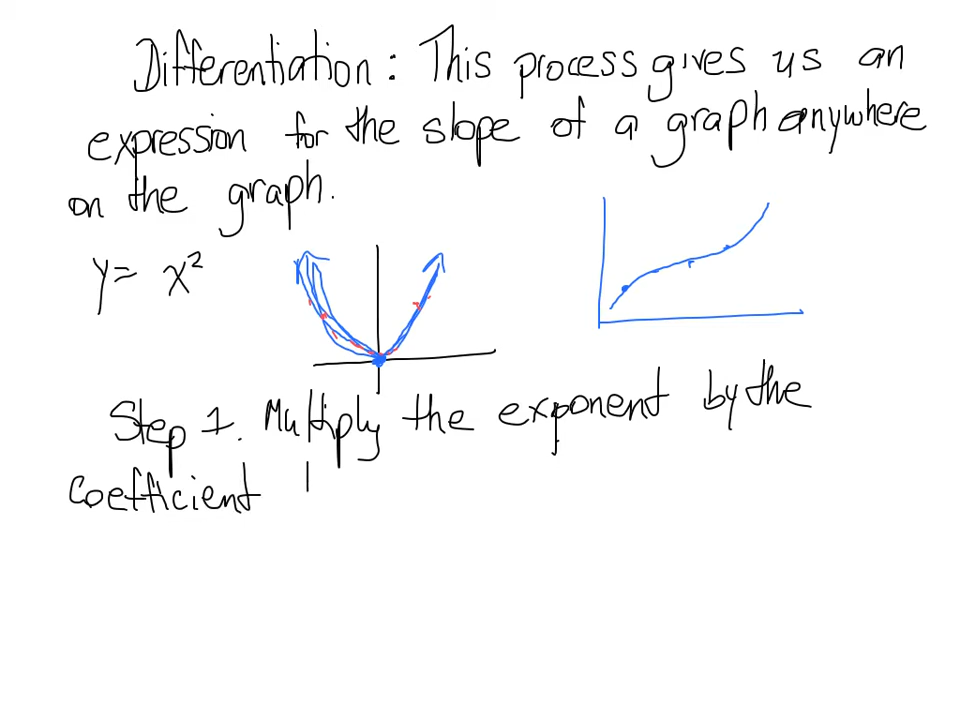 Differentiation: This process gives us an
expression for the slope of a graph anywhere
on the graph.
y = x²
Step 1. Multiply the exponent by the
coefficient